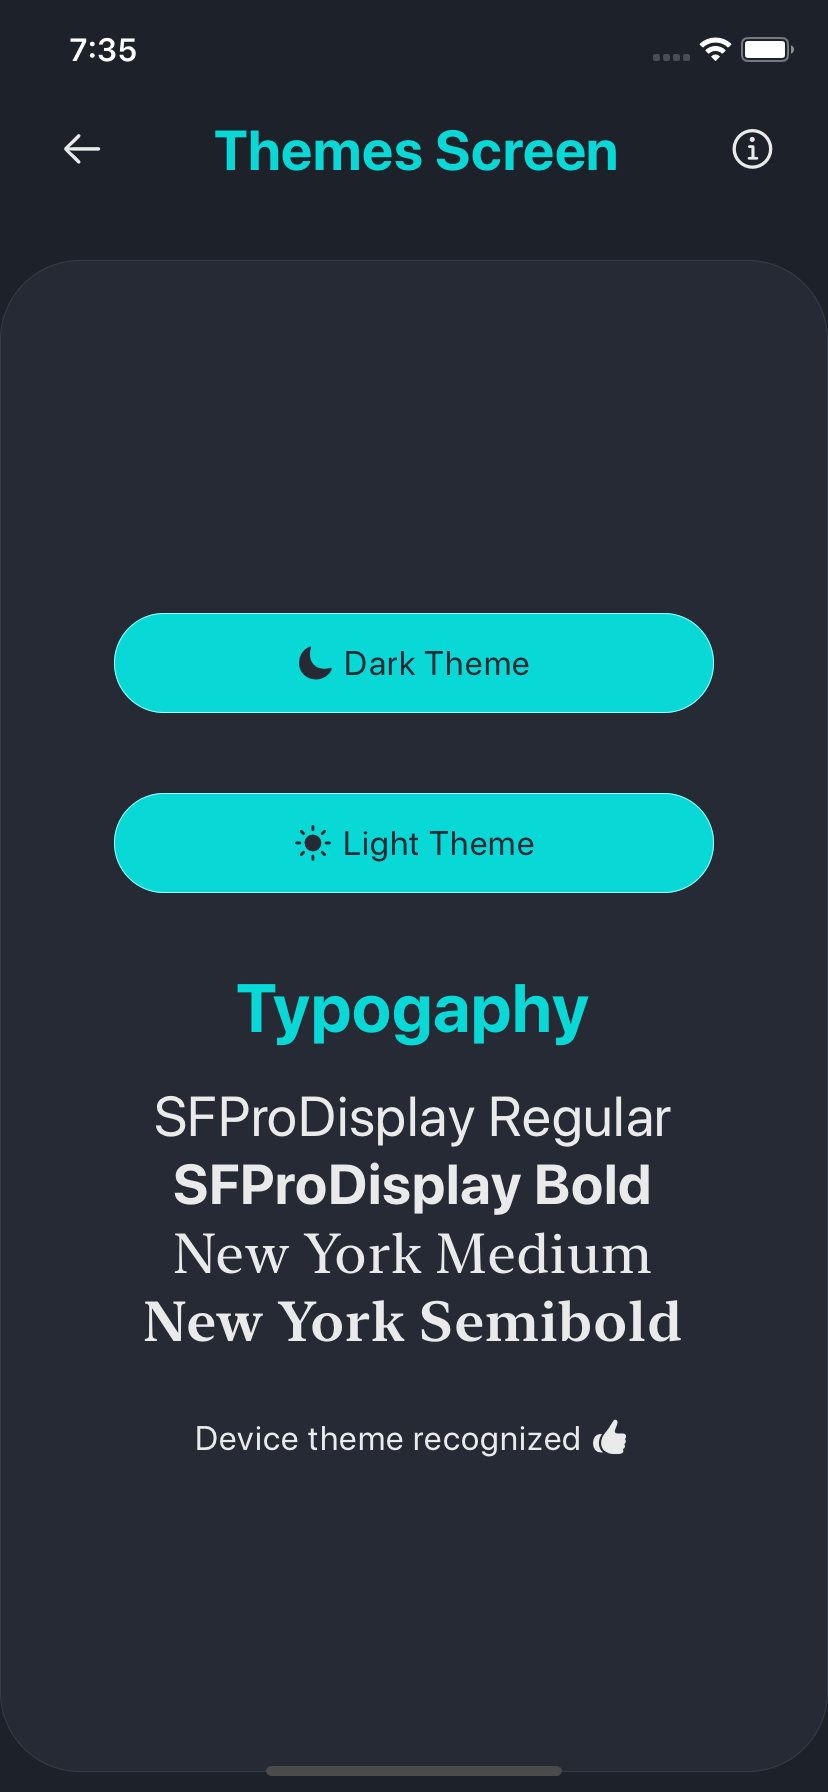 7:35
Themes Screen
Dark Theme
Light Theme
Typogaphy
SFProDisplay Regular
SFProDisplay Bold
New York Medium
New York Semibold
Device theme recognized